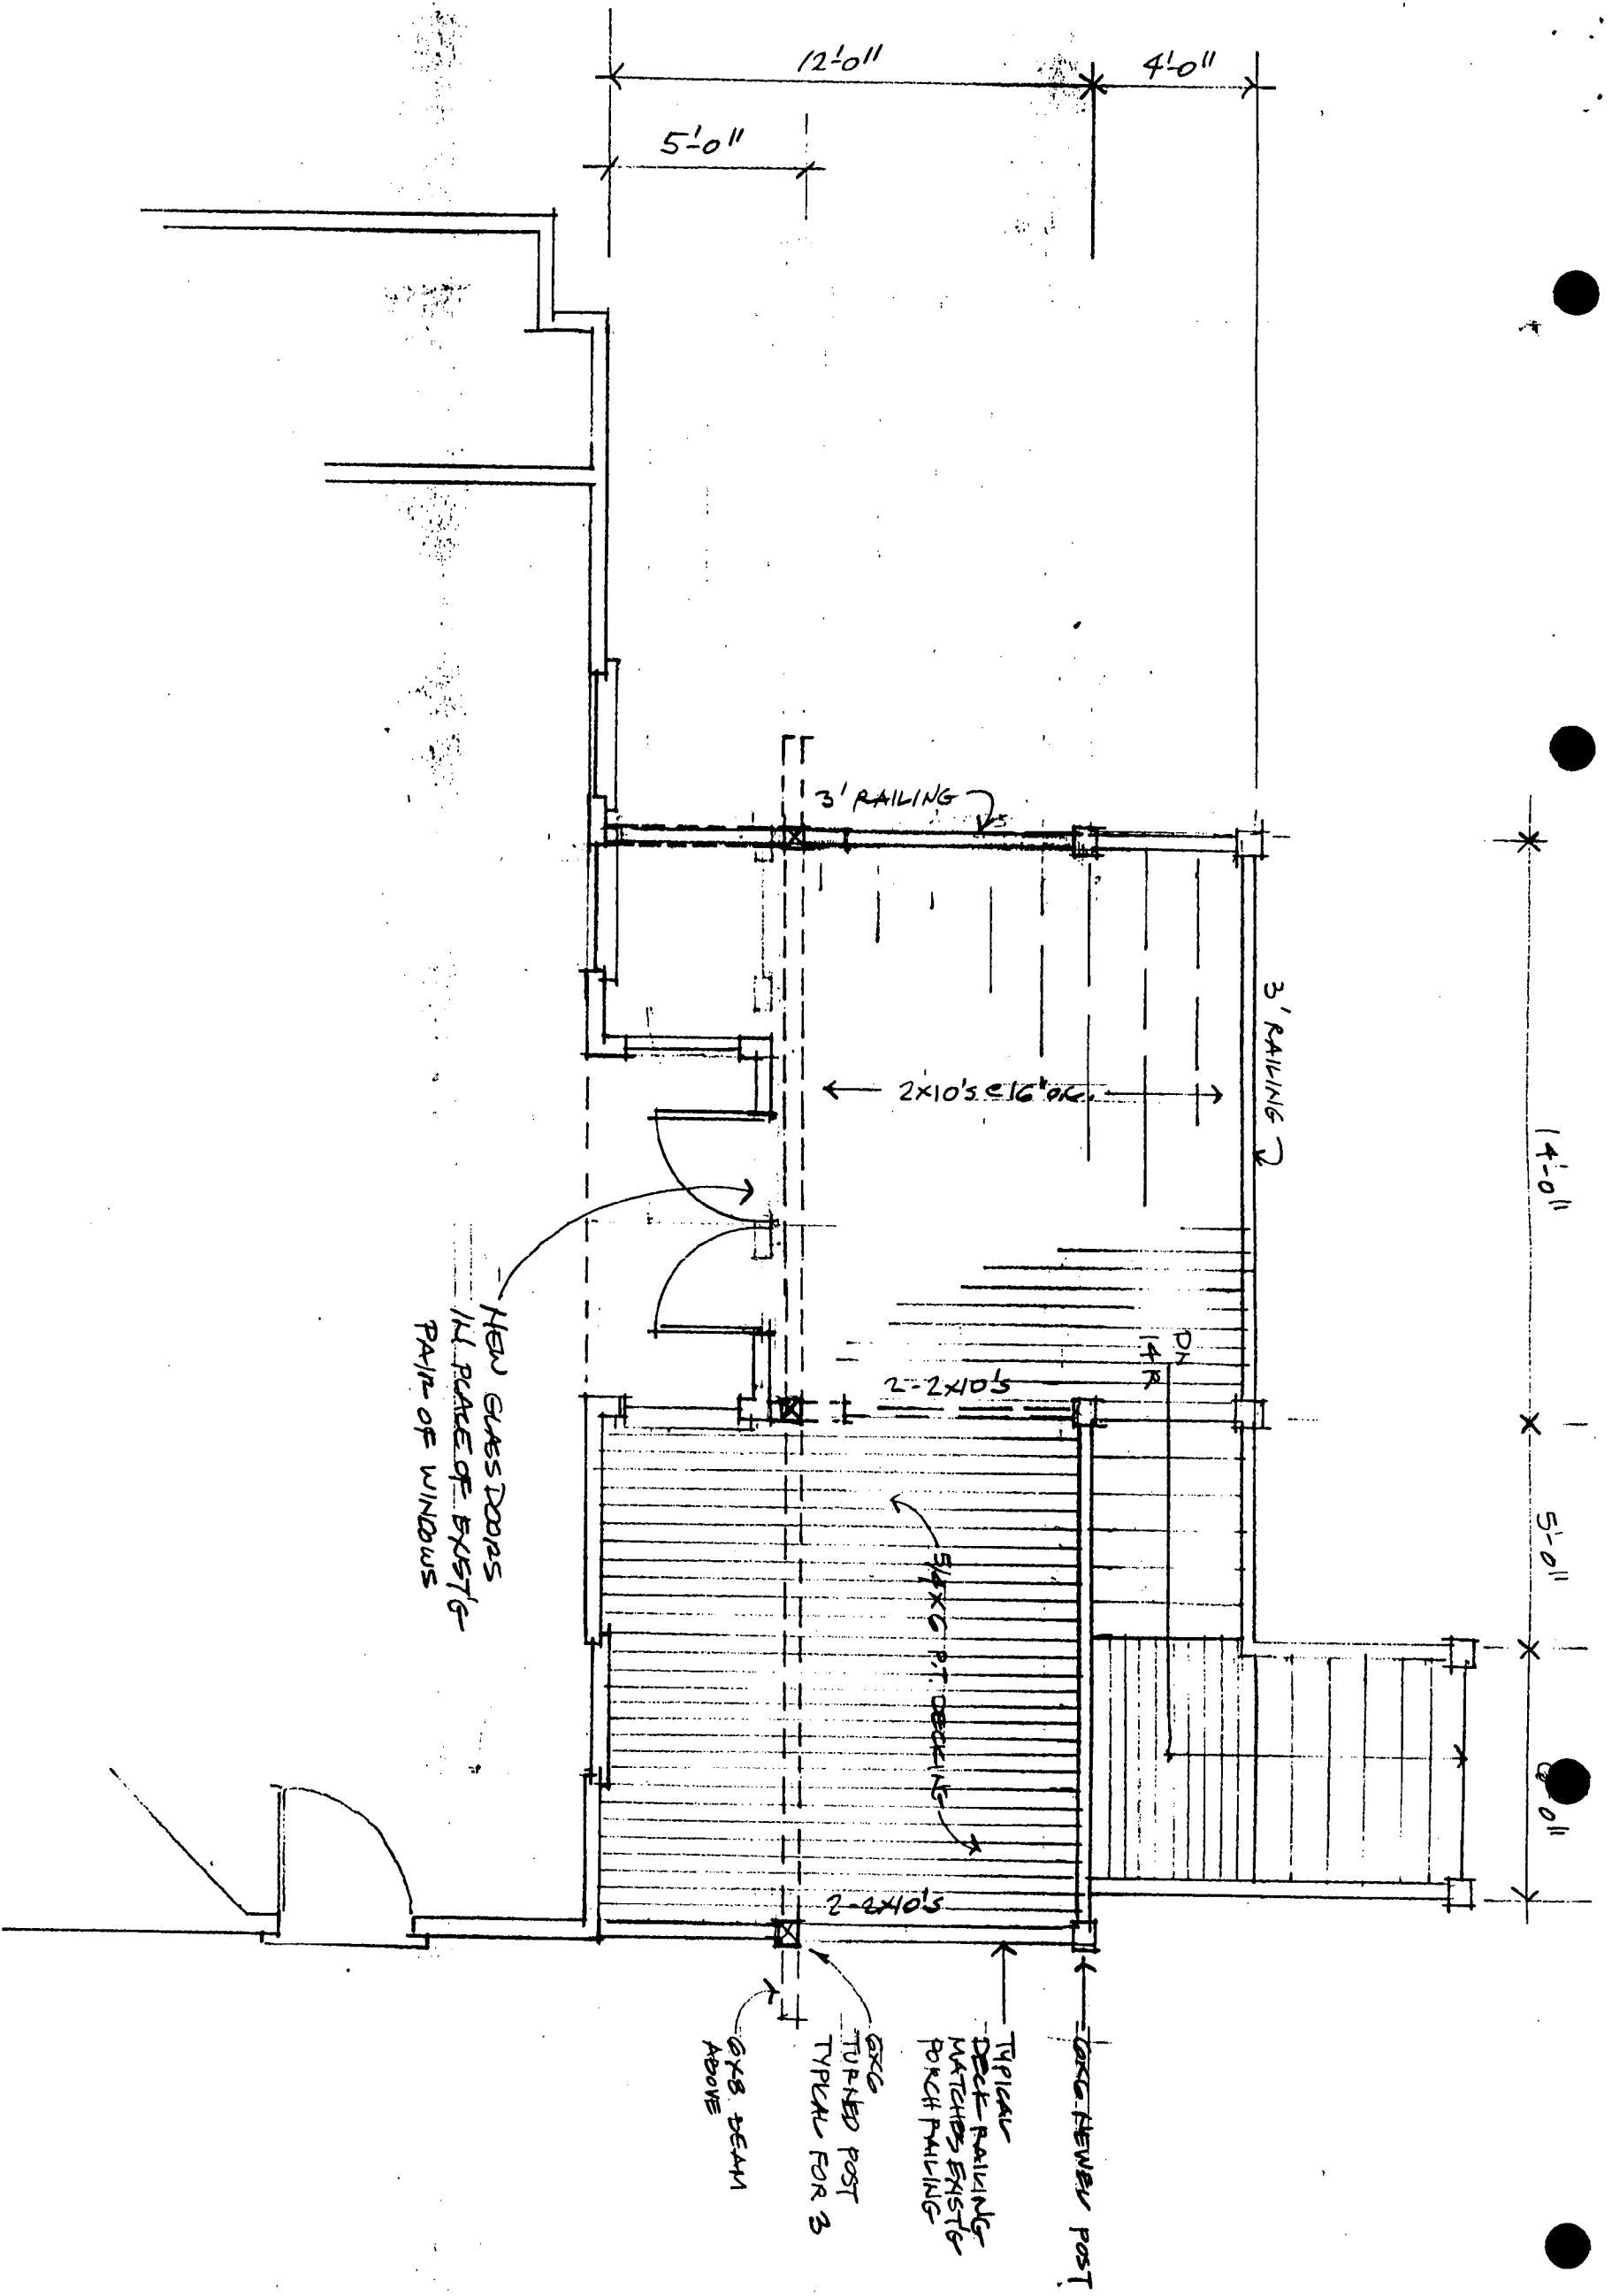 12'-0"
4'-0"
5'-0"
3' RAILING
3' RAILING
14'-0"
5'-0"
2x10's @ 16" o.c.
DN
14 R
2-2x10's
NEW GLASS DOORS
IN PLACE OF EXIST'G
PAIR OF WINDOWS
5/4x6 P.T. DECKING
2-2x10's
6x6 NEWEL POST
TYPICAL
DECK RAILING
MATCHES EXIST'G
PORCH RAILING
6x6
TURNED POST
TYPICAL FOR 3
6x8 BEAM
ABOVE